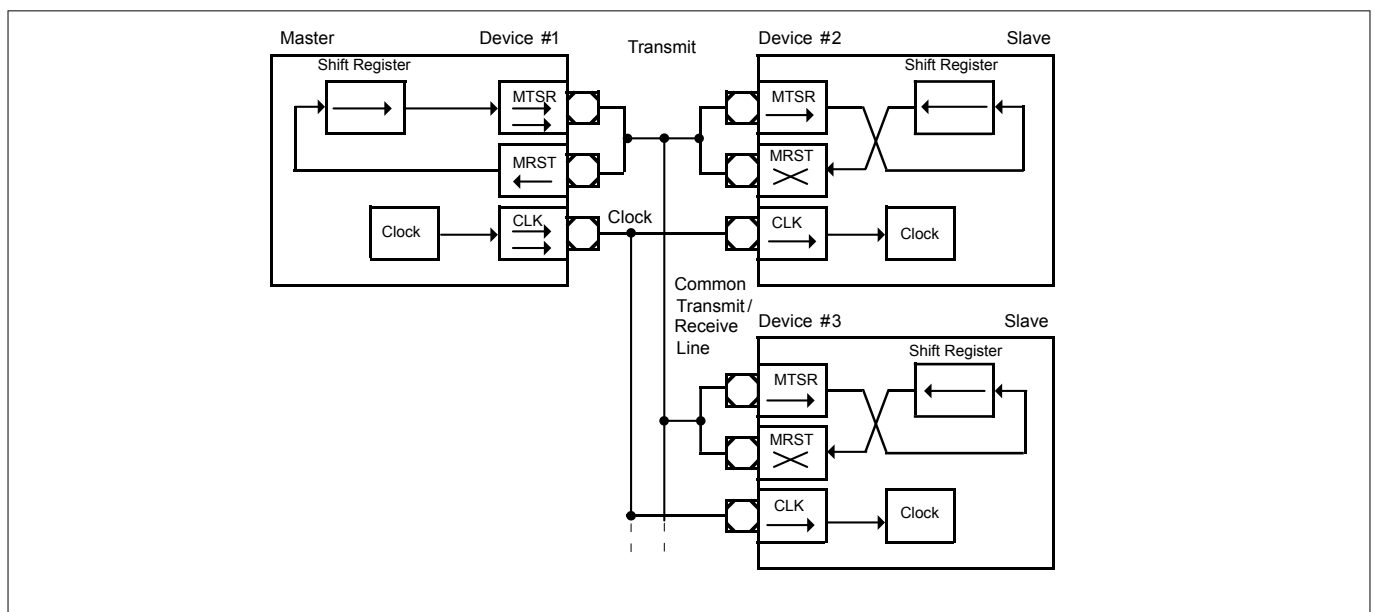 Master
Device #1
Transmit
Device #2
Slave
Shift Register
MTSR
MRST
Clock
CLK
Clock
MTSR
MRST
CLK
Shift Register
Clock
Common
Transmit /
Receive
Line
Device #3
Slave
Shift Register
MTSR
MRST
CLK
Clock